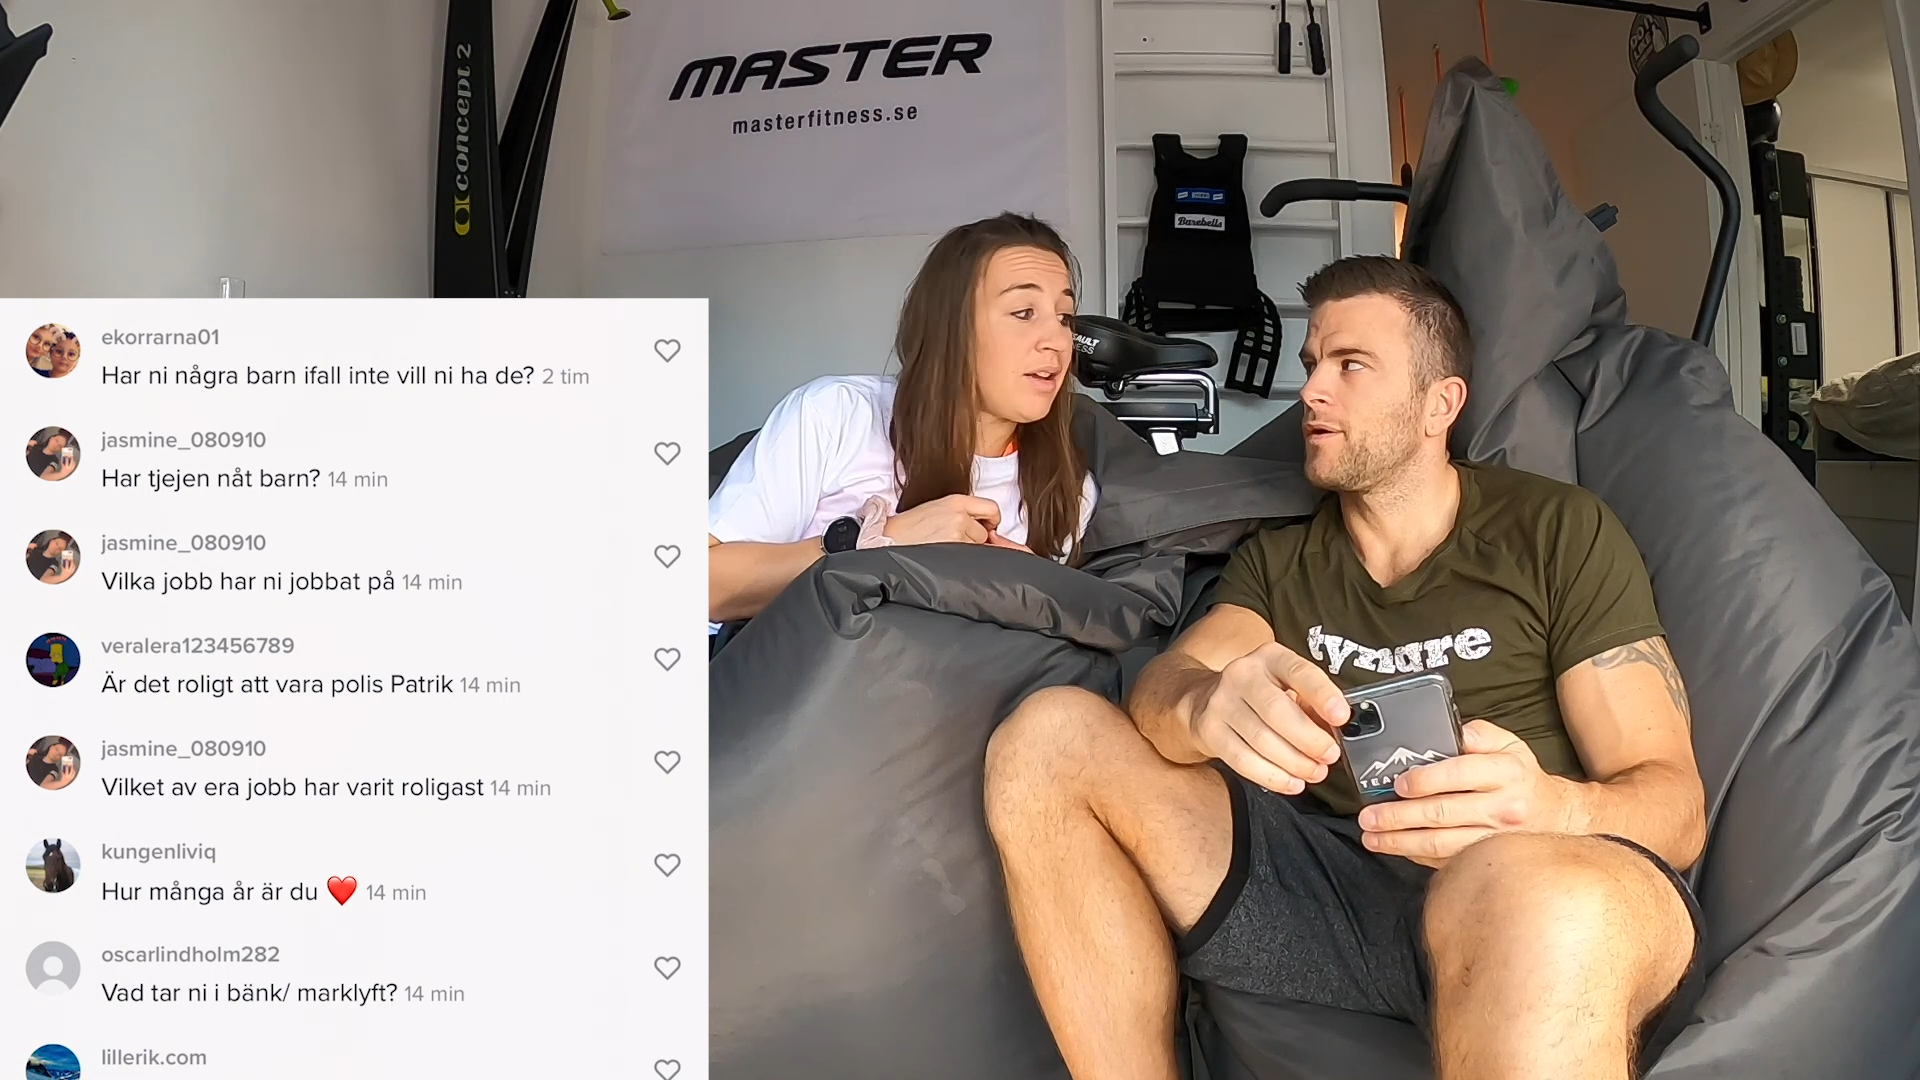 MASTER
masterfitness.se
concept 2
Barebells
tynare
ekorrarna01
Har ni några barn ifall inte vill ni ha de? 2 tim
jasmine_080910
Har tjejen nåt barn? 14 min
jasmine_080910
Vilka jobb har ni jobbat på 14 min
veralera123456789
Är det roligt att vara polis Patrik 14 min
jasmine_080910
Vilket av era jobb har varit roligast 14 min
kungenliviq
Hur många år är du ❤️ 14 min
oscarlindholm282
Vad tar ni i bänk/ marklyft? 14 min
lillerik.com